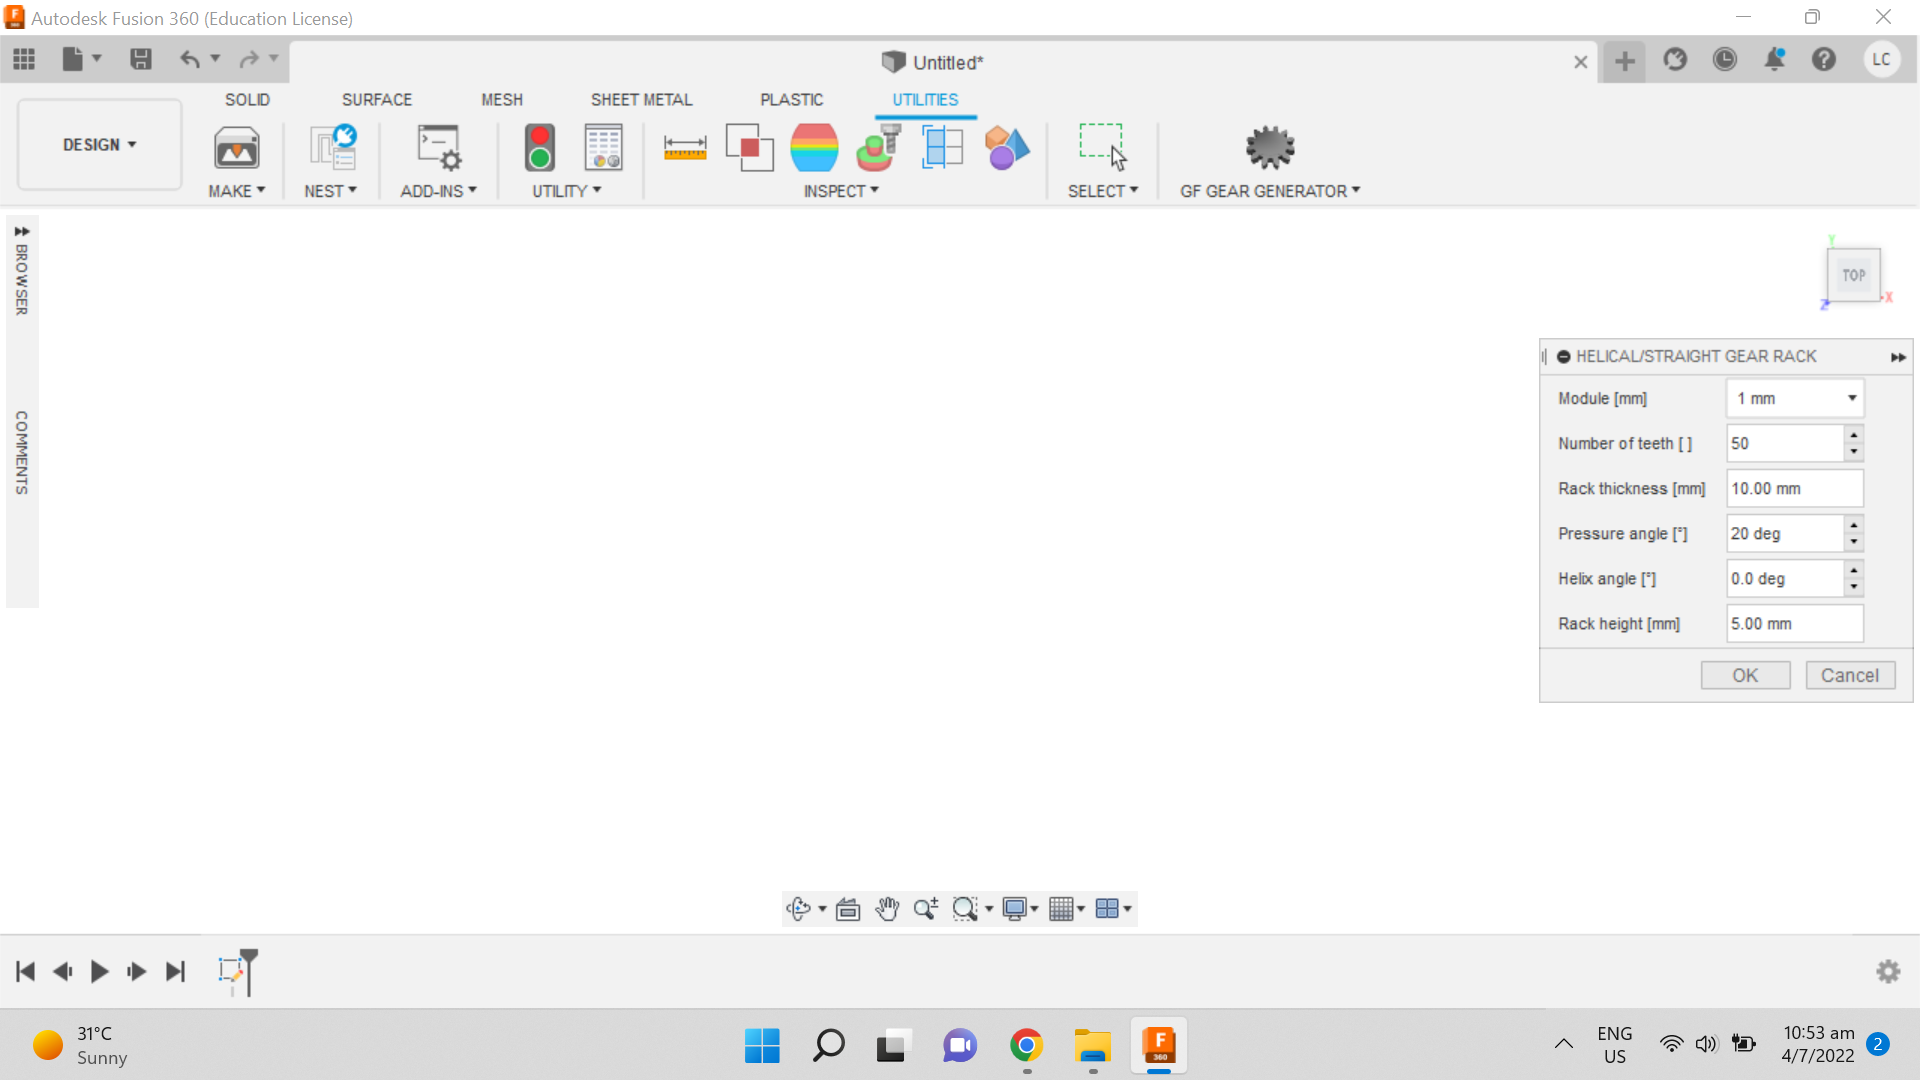 Autodesk Fusion 360 (Education License)
Untitled*
LC
SOLID
SURFACE
MESH
SHEET METAL
PLASTIC
UTILITIES
DESIGN
MAKE
NEST
ADD-INS
UTILITY
INSPECT
SELECT
GF GEAR GENERATOR
BROWSER
COMMENTS
Y
TOP
X
Z
HELICAL/STRAIGHT GEAR RACK
Module [mm] 1 mm
Number of teeth [ ] 50
Rack thickness [mm] 10.00 mm
Pressure angle [°] 20 deg
Helix angle [°] 0.0 deg
Rack height [mm] 5.00 mm
OK Cancel
31°C
Sunny
F
360
ENG
US
10:53 am
4/7/2022
2